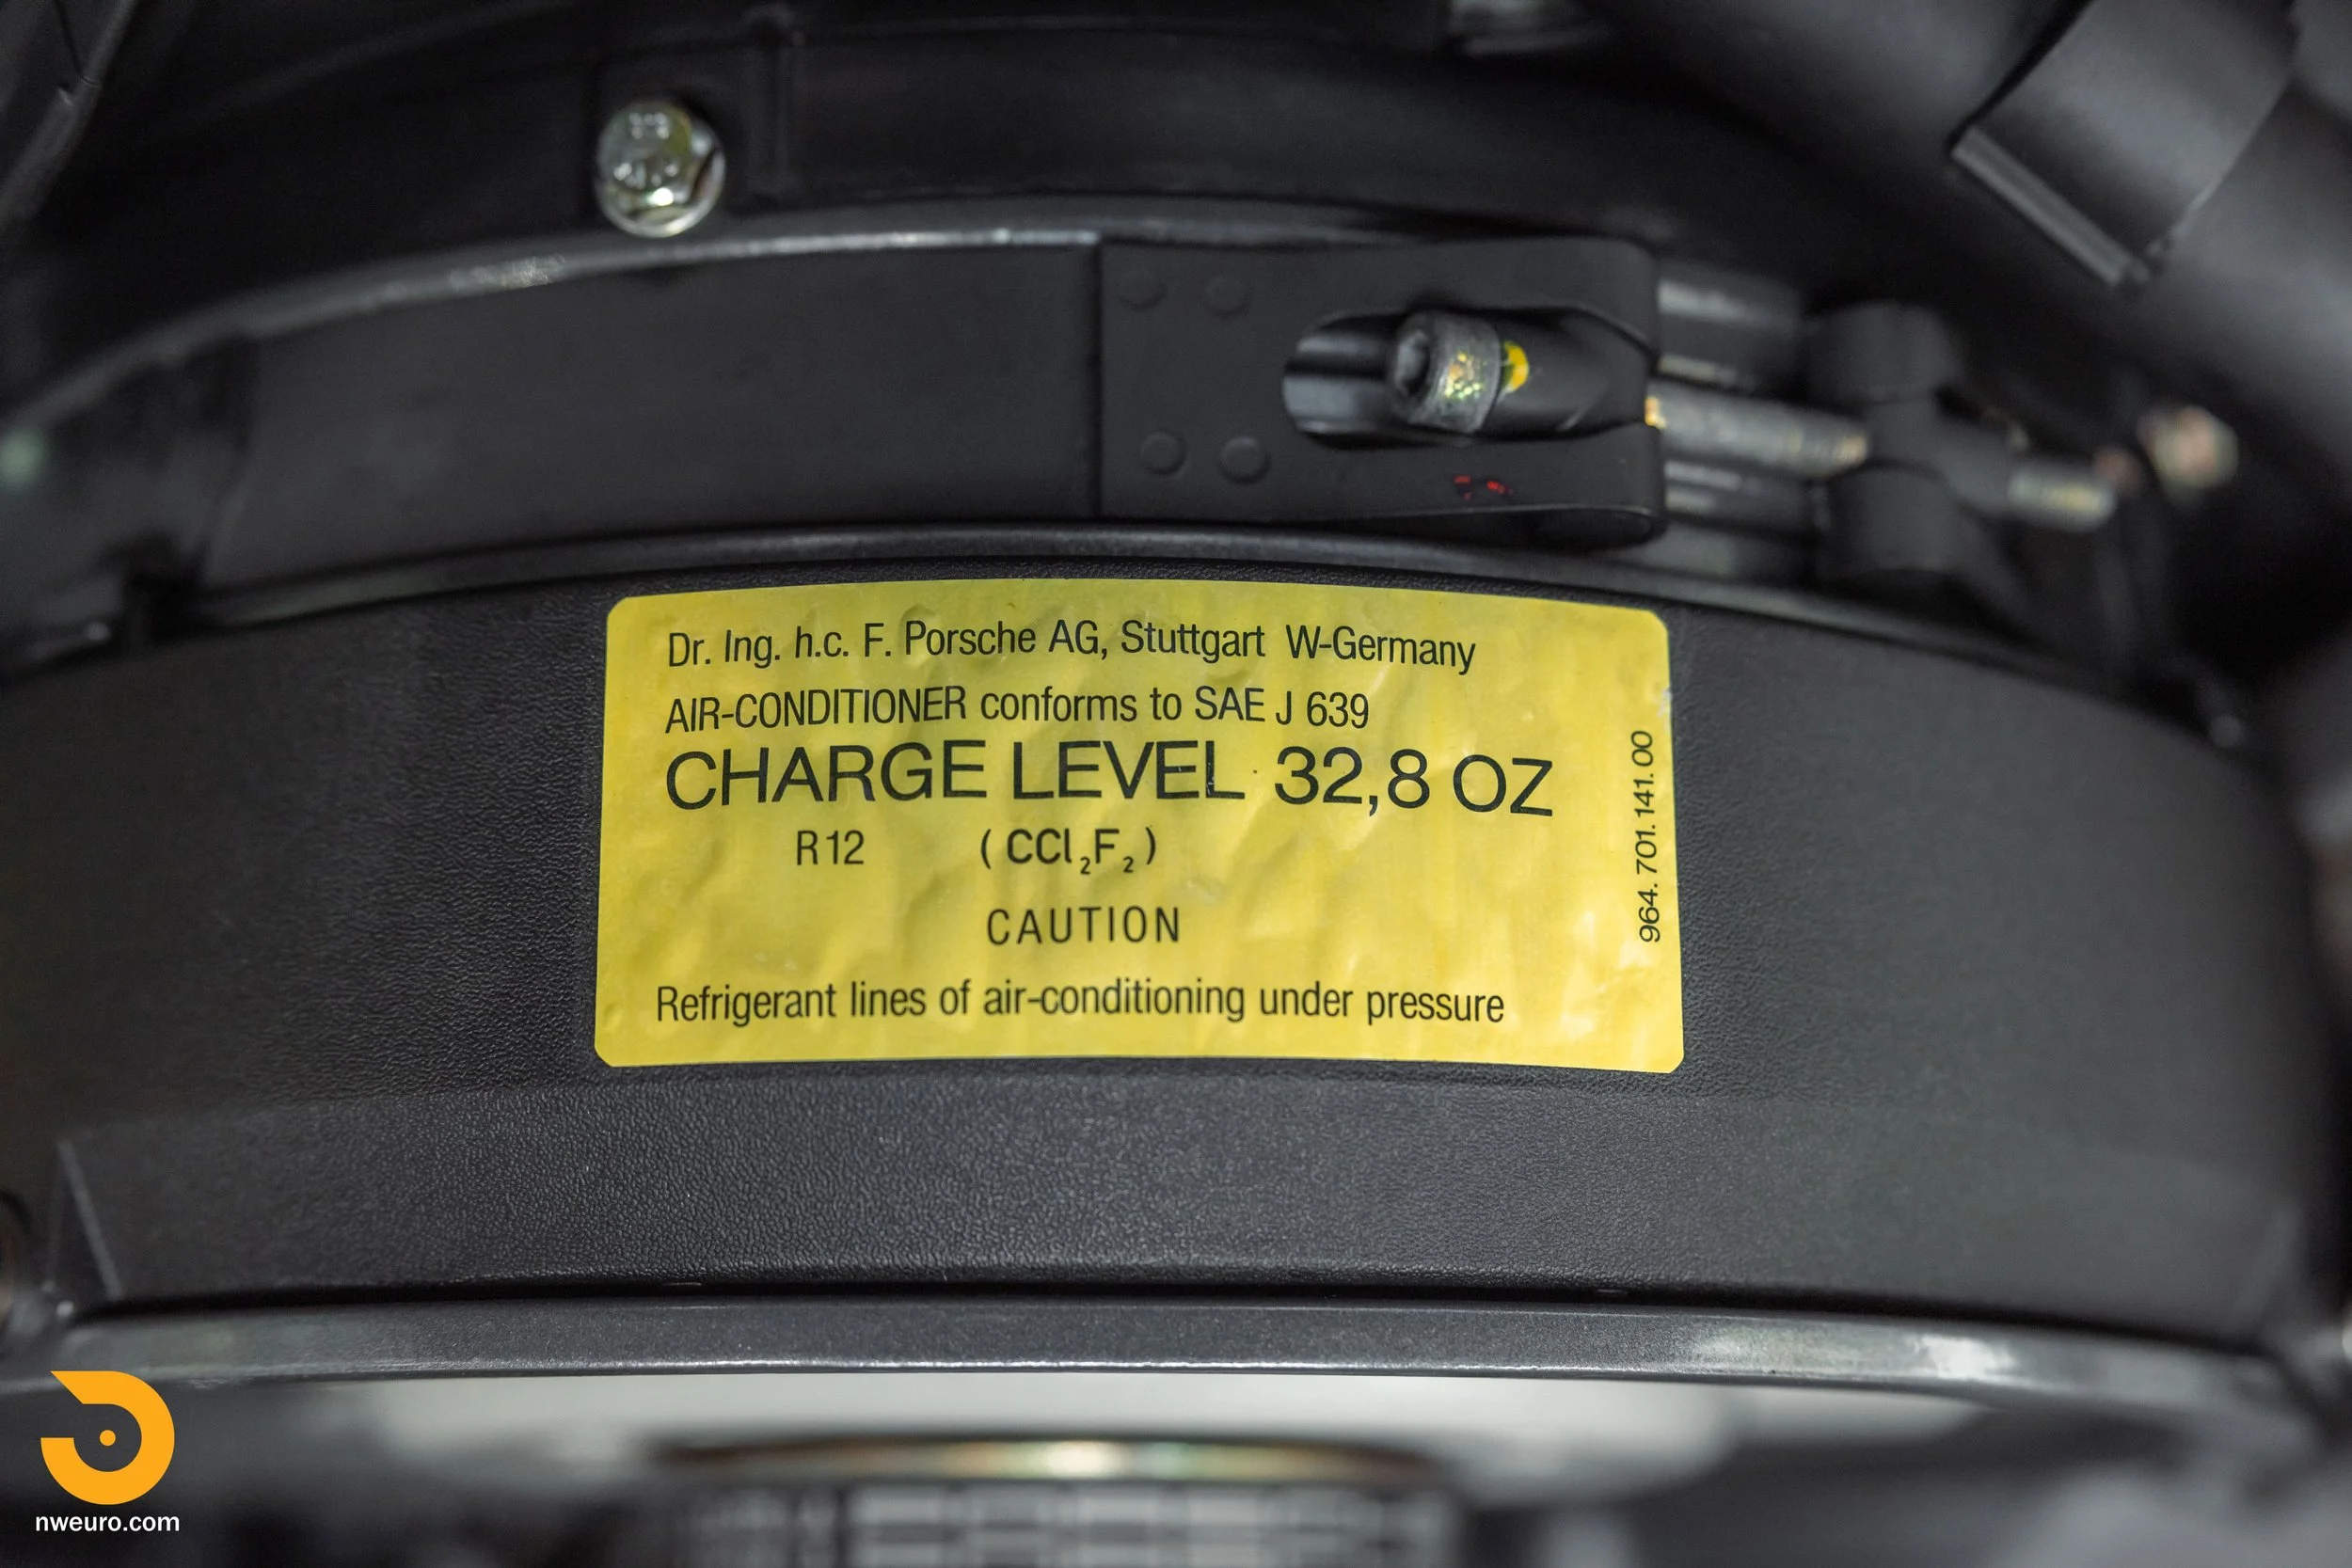 Dr. Ing. h.c. F. Porsche AG, Stuttgart W-Germany
AIR-CONDITIONER conforms to SAE J 639
CHARGE LEVEL 32,8 OZ
R12 (CCl₂F₂)
CAUTION
Refrigerant lines of air-conditioning under pressure
964. 701. 141. 00
nweuro.com